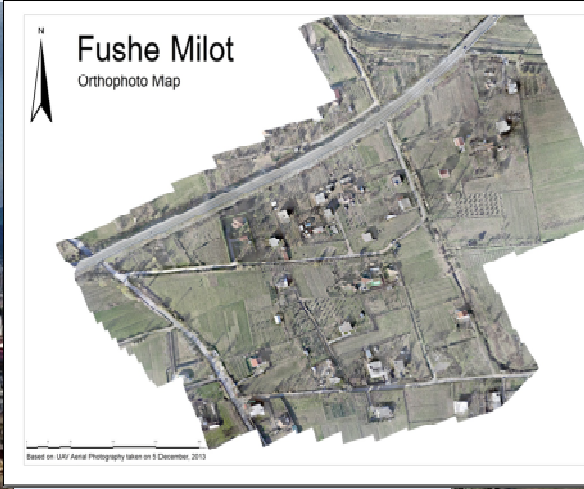 N
Fushe Milot
Orthophoto Map
Based on UAV Aerial Photography taken on 5 December, 2013